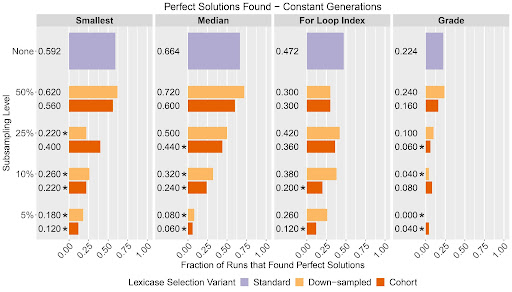 Perfect Solutions Found − Constant Generations
Smallest Median For Loop Index Grade
None 0.592 0.664 0.472 0.224
50% 0.620 0.720 0.300 0.240
0.560 0.600 0.300 0.160
25% 0.220 * 0.500 0.420 0.100
0.400 0.440 * 0.360 0.060 *
10% 0.260 * 0.320 * 0.380 0.040 *
0.220 * 0.240 * 0.200 * 0.080
5% 0.180 * 0.080 * 0.260 0.000 *
0.120 * 0.060 * 0.120 * 0.040 *
Subsampling Level
0.00 0.25 0.50 0.75 1.00 0.00 0.25 0.50 0.75 1.00 0.00 0.25 0.50 0.75 1.00 0.00 0.25 0.50 0.75 1.00
Fraction of Runs that Found Perfect Solutions
Lexicase Selection Variant Standard Down−sampled Cohort